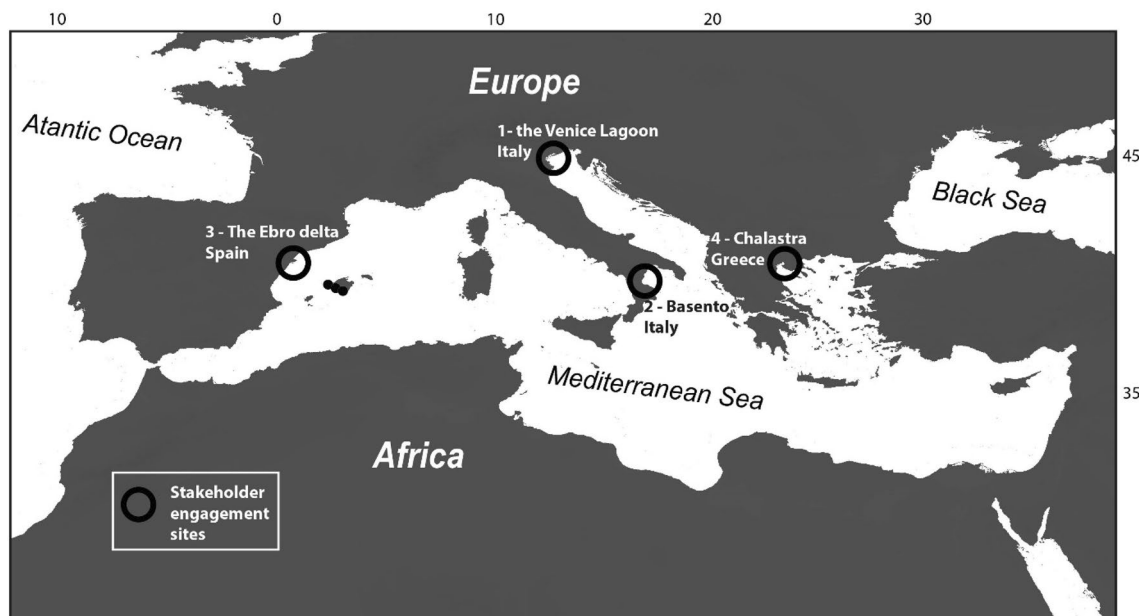 10 0 10 20 30
Europe
Atantic Ocean
1- the Venice Lagoon
Italy
45
Black Sea
3 - The Ebro delta
Spain
4 - Chalastra
Greece
2 - Basento
Italy
Mediterranean Sea
35
Africa
Stakeholder
engagement
sites